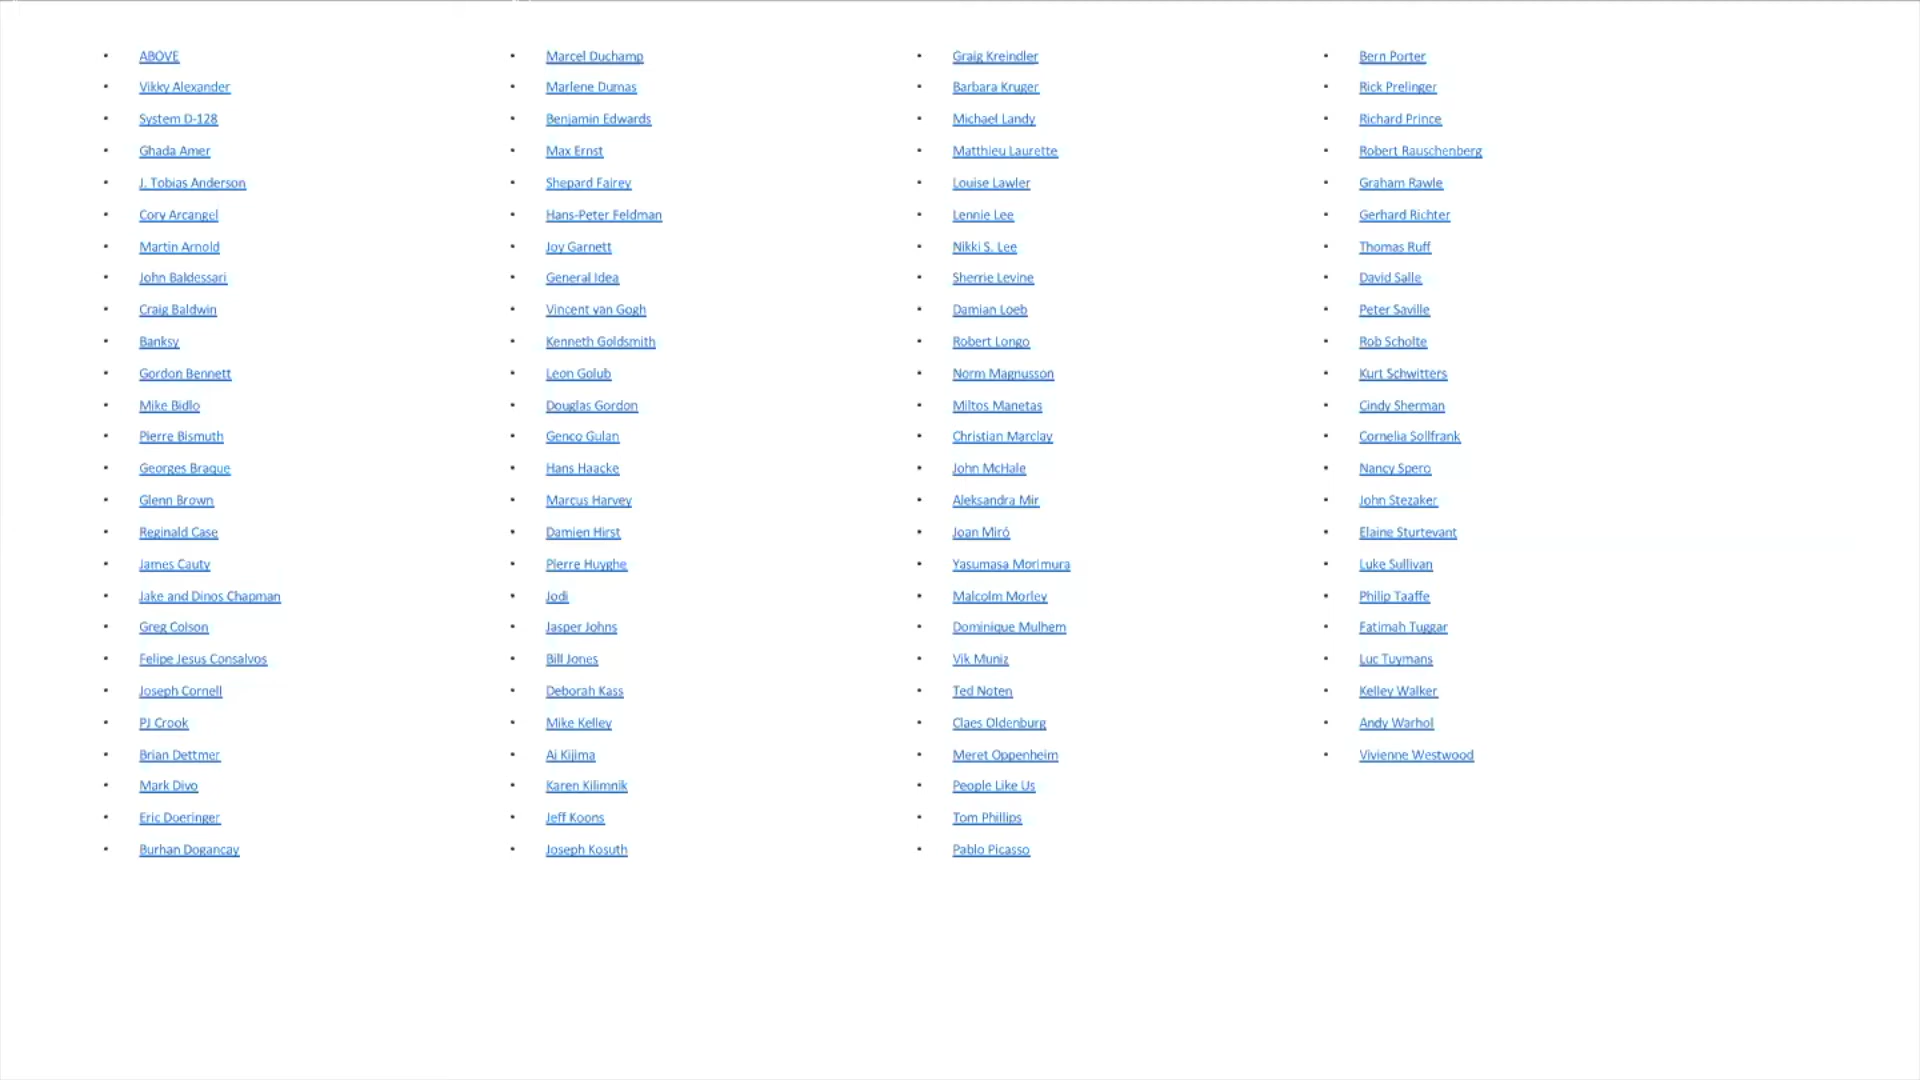 • ABOVE
• Vikky Alexander
• System D-128
• Ghada Amer
• J. Tobias Anderson
• Cory Arcangel
• Martin Arnold
• John Baldessari
• Craig Baldwin
• Banksy
• Gordon Bennett
• Mike Bidlo
• Pierre Bismuth
• Georges Braque
• Glenn Brown
• Reginald Case
• James Cauty
• Jake and Dinos Chapman
• Greg Colson
• Felipe Jesus Consalvos
• Joseph Cornell
• PJ Crook
• Brian Dettmer
• Mark Divo
• Eric Doeringer
• Burhan Dogancay
• Marcel Duchamp
• Marlene Dumas
• Benjamin Edwards
• Max Ernst
• Shepard Fairey
• Hans-Peter Feldman
• Joy Garnett
• General Idea
• Vincent van Gogh
• Kenneth Goldsmith
• Leon Golub
• Douglas Gordon
• Genco Gulan
• Hans Haacke
• Marcus Harvey
• Damien Hirst
• Pierre Huyghe
• Jodi
• Jasper Johns
• Bill Jones
• Deborah Kass
• Mike Kelley
• Ai Kijima
• Karen Kilimnik
• Jeff Koons
• Joseph Kosuth
• Graig Kreindler
• Barbara Kruger
• Michael Landy
• Matthieu Laurette
• Louise Lawler
• Lennie Lee
• Nikki S. Lee
• Sherrie Levine
• Damian Loeb
• Robert Longo
• Norm Magnusson
• Miltos Manetas
• Christian Marclay
• John McHale
• Aleksandra Mir
• Joan Miró
• Yasumasa Morimura
• Malcolm Morley
• Dominique Mulhem
• Vik Muniz
• Ted Noten
• Claes Oldenburg
• Meret Oppenheim
• People Like Us
• Tom Phillips
• Pablo Picasso
• Bern Porter
• Rick Prelinger
• Richard Prince
• Robert Rauschenberg
• Graham Rawle
• Gerhard Richter
• Thomas Ruff
• David Salle
• Peter Saville
• Rob Scholte
• Kurt Schwitters
• Cindy Sherman
• Cornelia Sollfrank
• Nancy Spero
• John Stezaker
• Elaine Sturtevant
• Luke Sullivan
• Philip Taaffe
• Fatimah Tuggar
• Luc Tuymans
• Kelley Walker
• Andy Warhol
• Vivienne Westwood